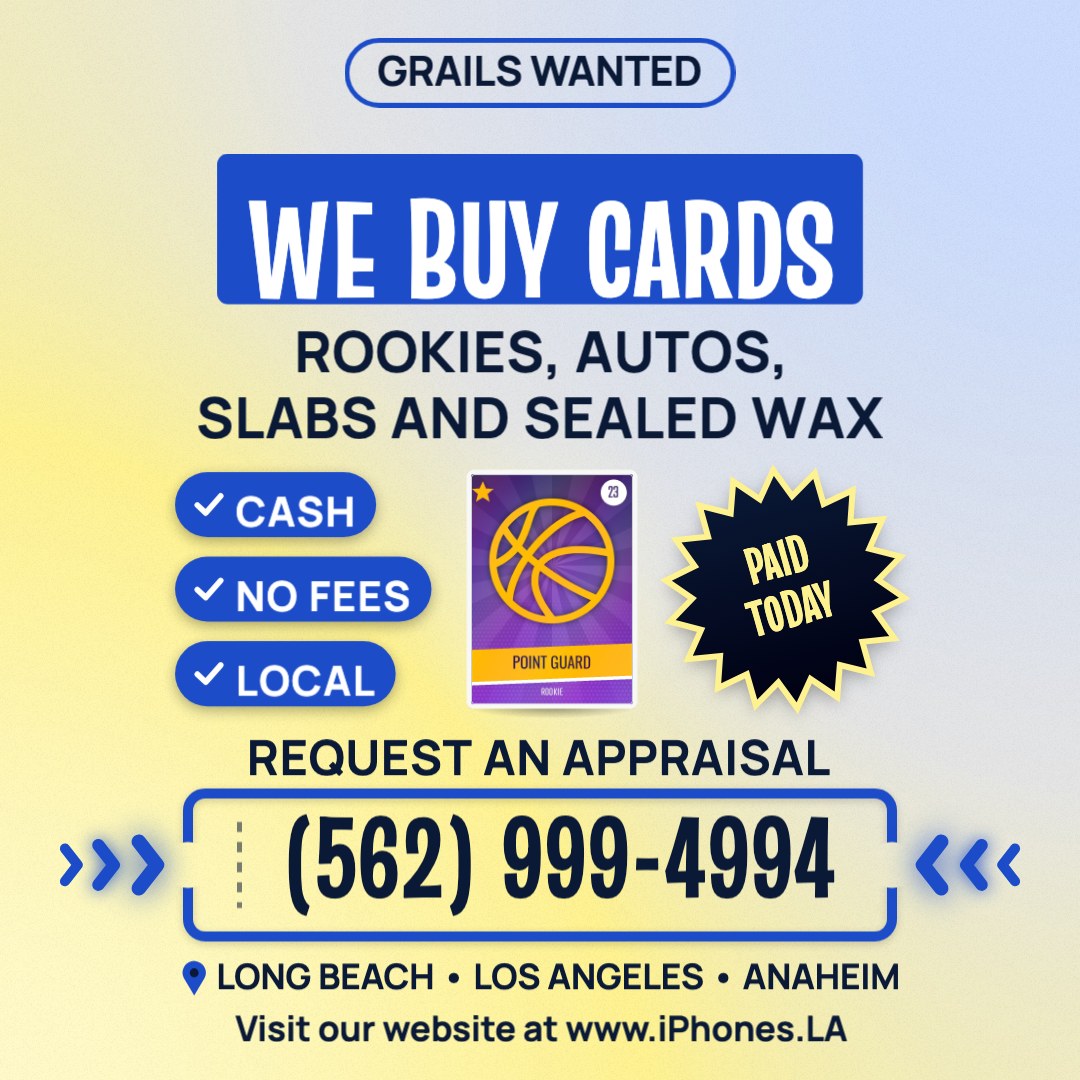 GRAILS WANTED
WE BUY CARDS
ROOKIES, AUTOS,
SLABS AND SEALED WAX
CASH
NO FEES
LOCAL
23
POINT GUARD
ROOKIE
PAID
TODAY
REQUEST AN APPRAISAL
(562) 999-4994
LONG BEACH • LOS ANGELES • ANAHEIM
Visit our website at www.iPhones.LA